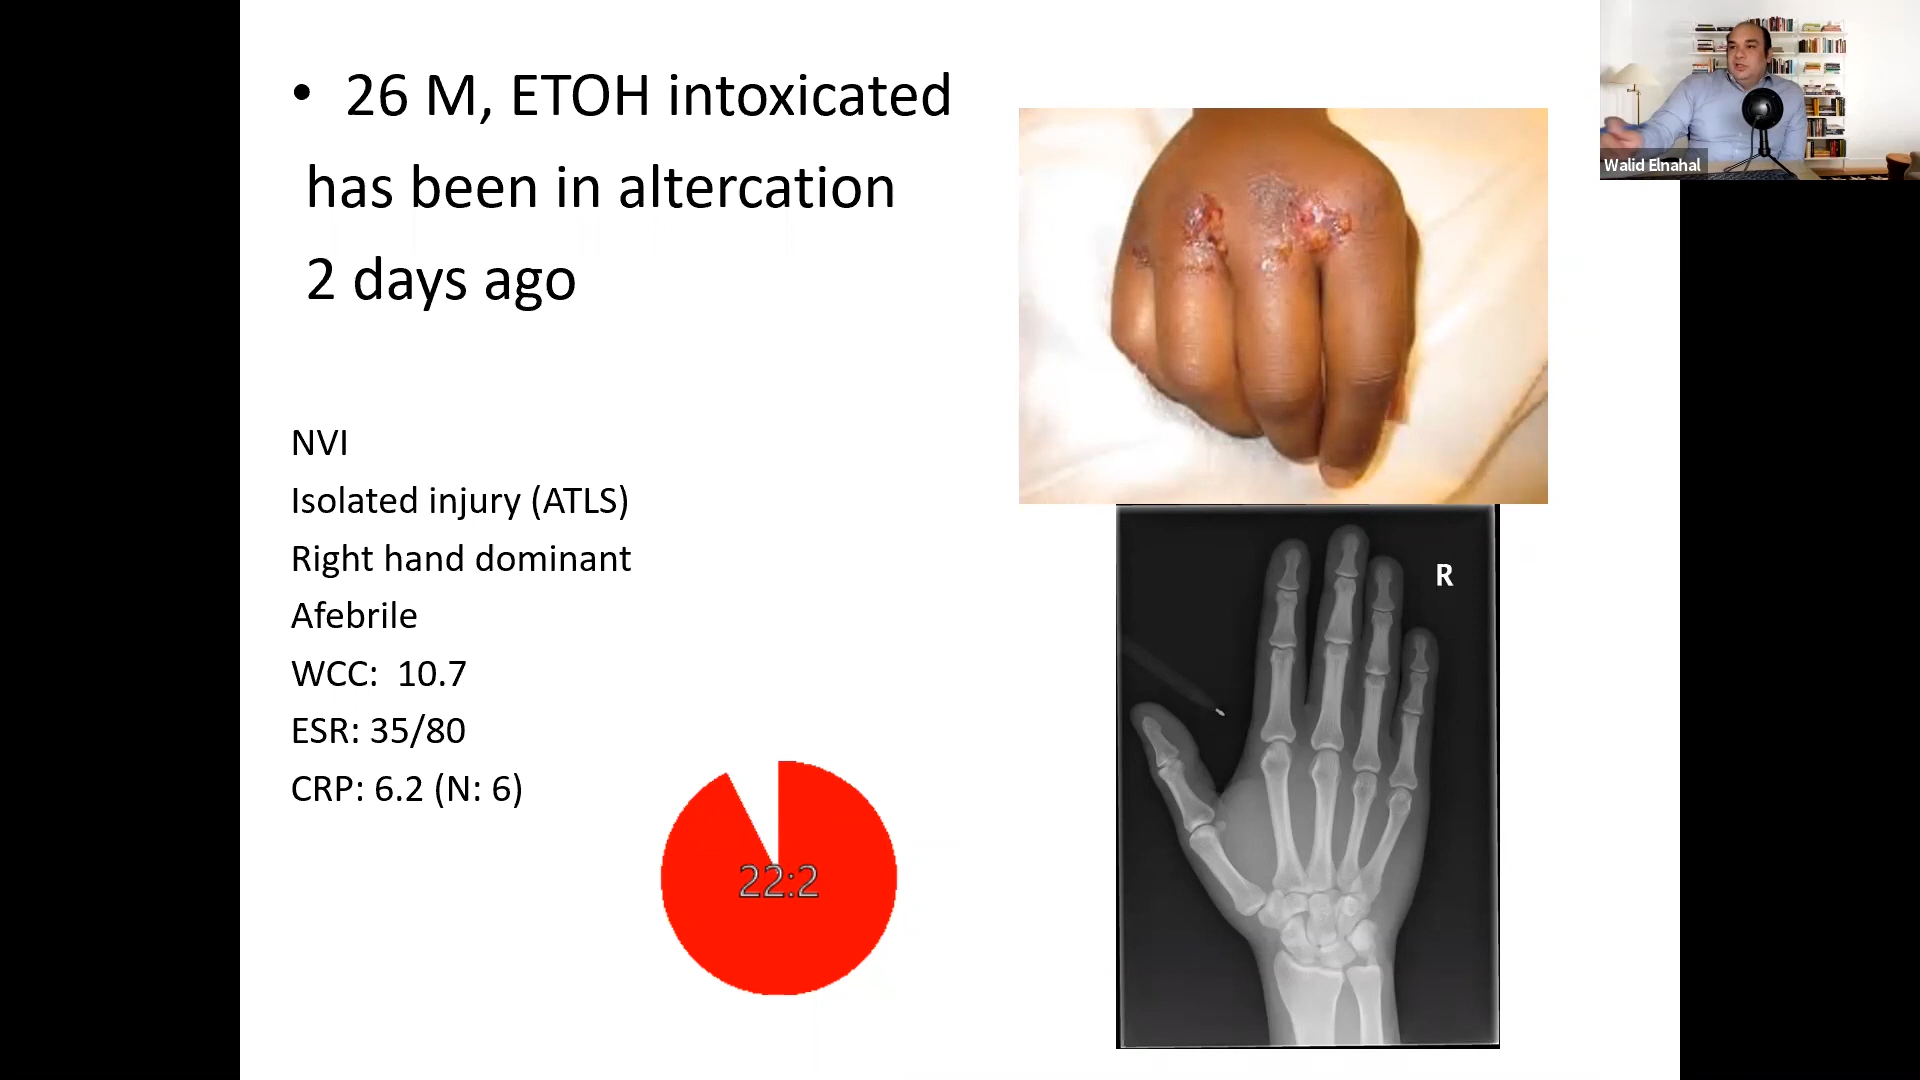 • 26 M, ETOH intoxicated
has been in altercation
2 days ago
NVI
Isolated injury (ATLS)
Right hand dominant
Afebrile
WCC: 10.7
ESR: 35/80
CRP: 6.2 (N: 6)
22:2
R
Walid Elnahal